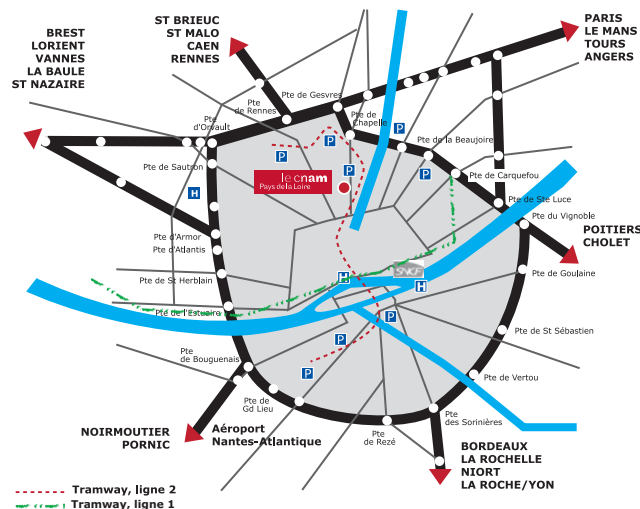 ST BRIEUC
ST MALO
CAEN
RENNES
PARIS
LE MANS
TOURS
ANGERS
BREST
LORIENT
VANNES
LA BAULE
ST NAZAIRE
Pte de Gesvres
Pte
de Rennes
Pte
d'Orvault
Pte
de
Chapelle
P
P
P
P
P
Pte de la Beaujoire
Pte de Sautron
Pte de Carquefou
H
le cnam
Pays de la Loire
Pte de Ste Luce
Pte du Vignoble
POITIERS
CHOLET
Pte d'Armor
Pte d'Atlantis
Pte de St Herblain
SNCF
H
H
Pte de Goulaine
Pte de l'Estuaire
P
P
P
Pte de St Sébastien
Pte
de Bouguenais
Pte de Vertou
Pte de
Gd Lieu
Pte
des Sorinières
Pte
de Rezé
NOIRMOUTIER
PORNIC
Aéroport
Nantes-Atlantique
BORDEAUX
LA ROCHELLE
NIORT
LA ROCHE/YON
Tramway, ligne 2
Tramway, ligne 1